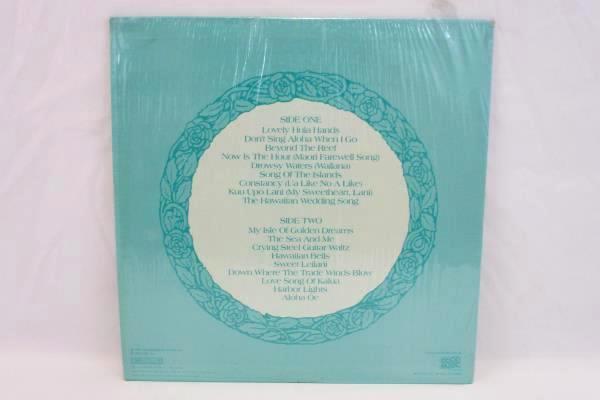 SIDE ONE
Lovely Hula Hands
Don't Sing Aloha When I Go
Beyond The Reef
Now Is The Hour (Maori Farewell Song)
Drowsy Waters (Wailana)
Song Of The Islands
Constancy (Ua Like No A Like)
Kuu Upo Lani (My Sweetheart, Lani)
The Hawaiian Wedding Song
SIDE TWO
My Isle Of Golden Dreams
The Sea And Me
Crying Steel Guitar Waltz
Hawaiian Bells
Sweet Leilani
Down Where The Trade Winds Blow
Love Song Of Kalua
Harbor Lights
Aloha Oe
GOOD
MUSIC